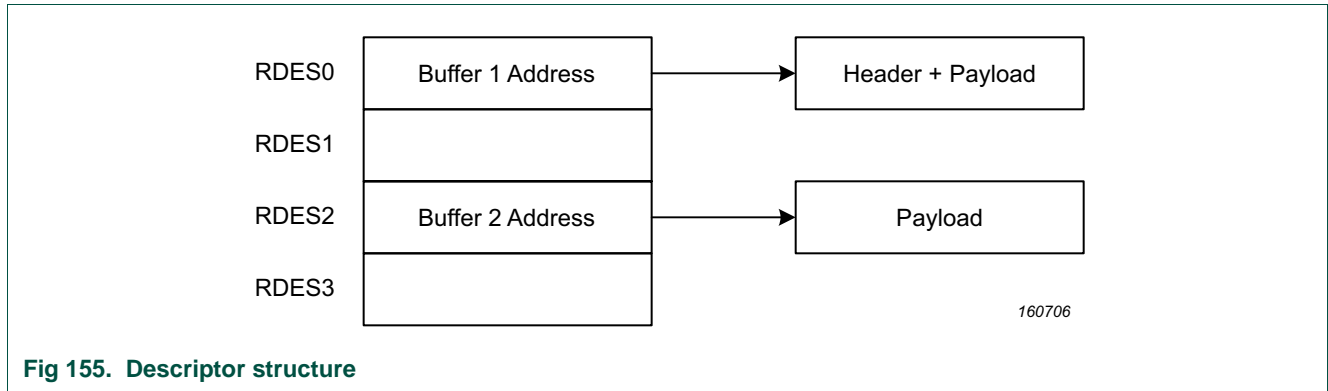 RDES0 Buffer 1 Address Header + Payload
RDES1
RDES2 Buffer 2 Address Payload
RDES3
160706
Fig 155. Descriptor structure